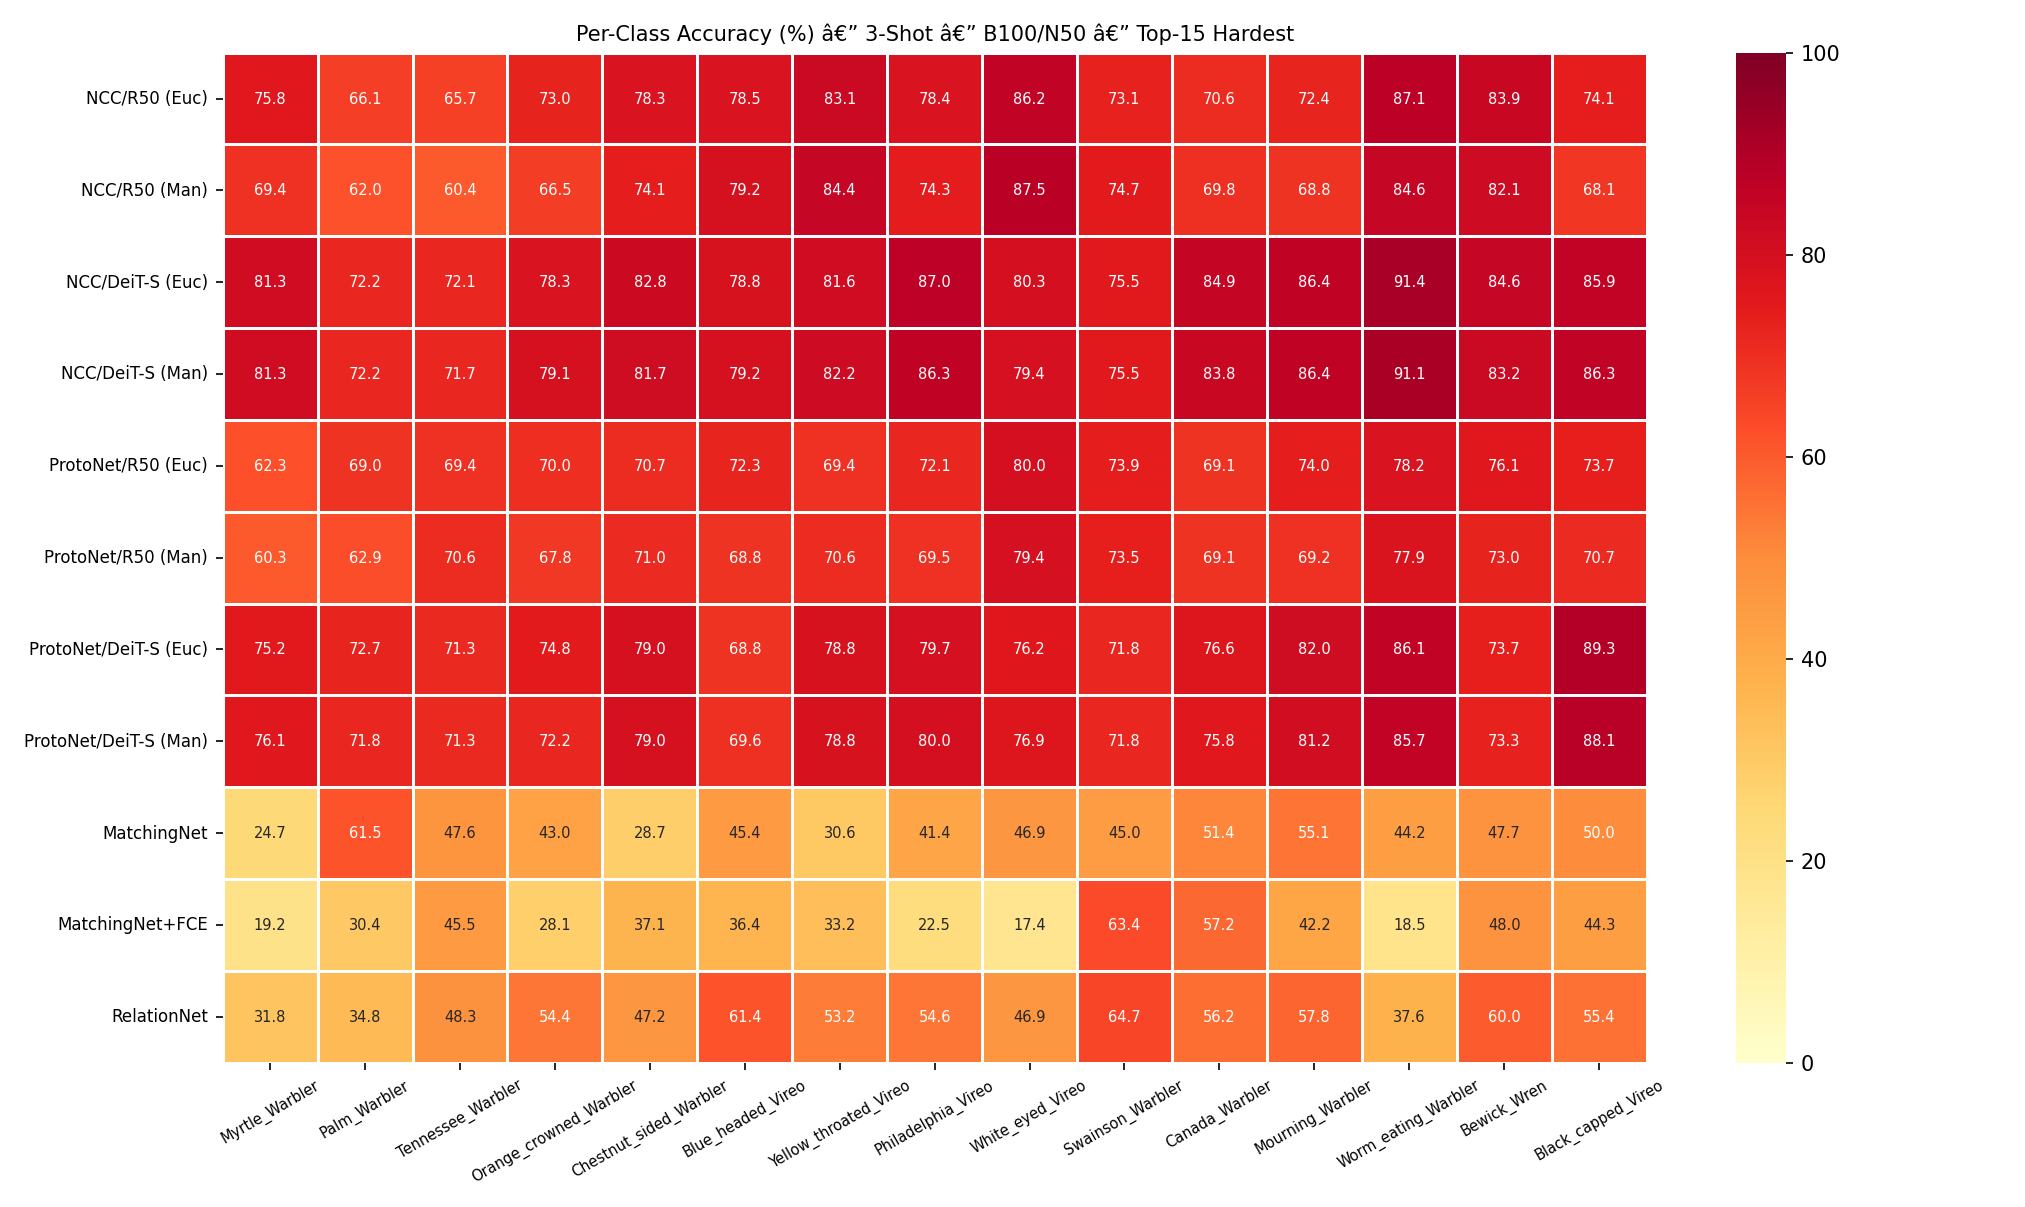 Per-Class Accuracy (%) â€” 3-Shot â€” B100/N50 â€” Top-15 Hardest
NCC/R50 (Euc) 75.8 66.1 65.7 73.0 78.3 78.5 83.1 78.4 86.2 73.1 70.6 72.4 87.1 83.9 74.1
NCC/R50 (Man) 69.4 62.0 60.4 66.5 74.1 79.2 84.4 74.3 87.5 74.7 69.8 68.8 84.6 82.1 68.1
NCC/DeiT-S (Euc) 81.3 72.2 72.1 78.3 82.8 78.8 81.6 87.0 80.3 75.5 84.9 86.4 91.4 84.6 85.9
NCC/DeiT-S (Man) 81.3 72.2 71.7 79.1 81.7 79.2 82.2 86.3 79.4 75.5 83.8 86.4 91.1 83.2 86.3
ProtoNet/R50 (Euc) 62.3 69.0 69.4 70.0 70.7 72.3 69.4 72.1 80.0 73.9 69.1 74.0 78.2 76.1 73.7
ProtoNet/R50 (Man) 60.3 62.9 70.6 67.8 71.0 68.8 70.6 69.5 79.4 73.5 69.1 69.2 77.9 73.0 70.7
ProtoNet/DeiT-S (Euc) 75.2 72.7 71.3 74.8 79.0 68.8 78.8 79.7 76.2 71.8 76.6 82.0 86.1 73.7 89.3
ProtoNet/DeiT-S (Man) 76.1 71.8 71.3 72.2 79.0 69.6 78.8 80.0 76.9 71.8 75.8 81.2 85.7 73.3 88.1
MatchingNet 24.7 61.5 47.6 43.0 28.7 45.4 30.6 41.4 46.9 45.0 51.4 55.1 44.2 47.7 50.0
MatchingNet+FCE 19.2 30.4 45.5 28.1 37.1 36.4 33.2 22.5 17.4 63.4 57.2 42.2 18.5 48.0 44.3
RelationNet 31.8 34.8 48.3 54.4 47.2 61.4 53.2 54.6 46.9 64.7 56.2 57.8 37.6 60.0 55.4
Myrtle_Warbler Palm_Warbler Tennessee_Warbler Orange_crowned_Warbler Chestnut_sided_Warbler Blue_headed_Vireo Yellow_throated_Vireo Philadelphia_Vireo White_eyed_Vireo Swainson_Warbler Canada_Warbler Mourning_Warbler Worm_eating_Warbler Bewick_Wren Black_capped_Vireo
100
80
60
40
20
0